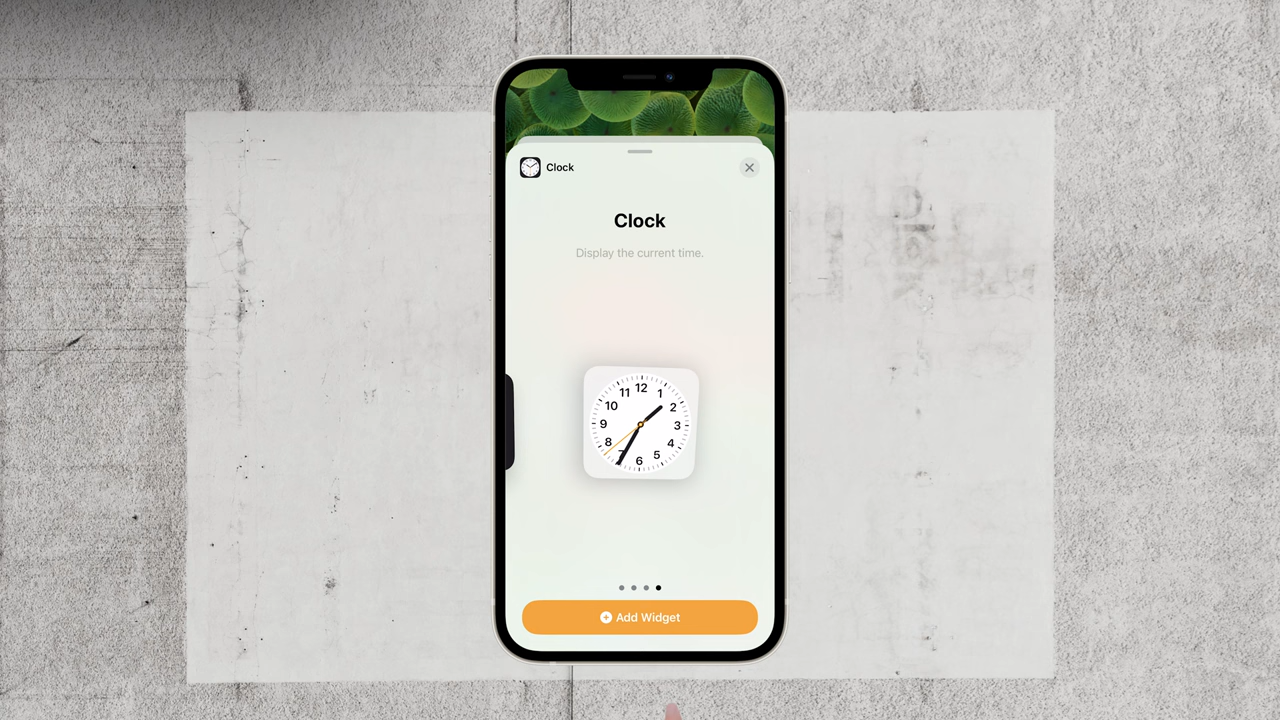 Clock
Clock
Display the current time.
11 12 1
10 2
9 3
8 4
7 6 5
Add Widget